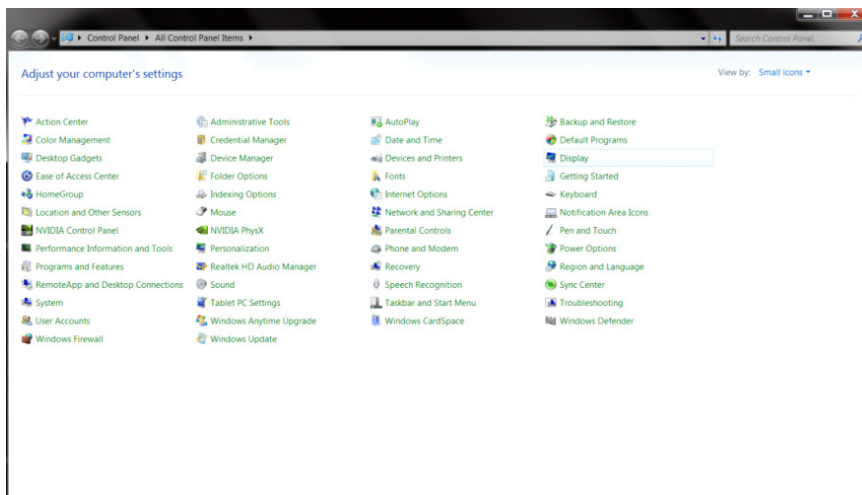 Control Panel All Control Panel Items Search Control Panel
Adjust your computer's settings View by: Small icons
Action Center Administrative Tools AutoPlay Backup and Restore
Color Management Credential Manager Date and Time Default Programs
Desktop Gadgets Device Manager Devices and Printers Display
Ease of Access Center Folder Options Fonts Getting Started
HomeGroup Indexing Options Internet Options Keyboard
Location and Other Sensors Mouse Network and Sharing Center Notification Area Icons
NVIDIA Control Panel NVIDIA PhysX Parental Controls Pen and Touch
Performance Information and Tools Personalization Phone and Modem Power Options
Programs and Features Realtek HD Audio Manager Recovery Region and Language
RemoteApp and Desktop Connections Sound Speech Recognition Sync Center
System Tablet PC Settings Taskbar and Start Menu Troubleshooting
User Accounts Windows Anytime Upgrade Windows CardSpace Windows Defender
Windows Firewall Windows Update